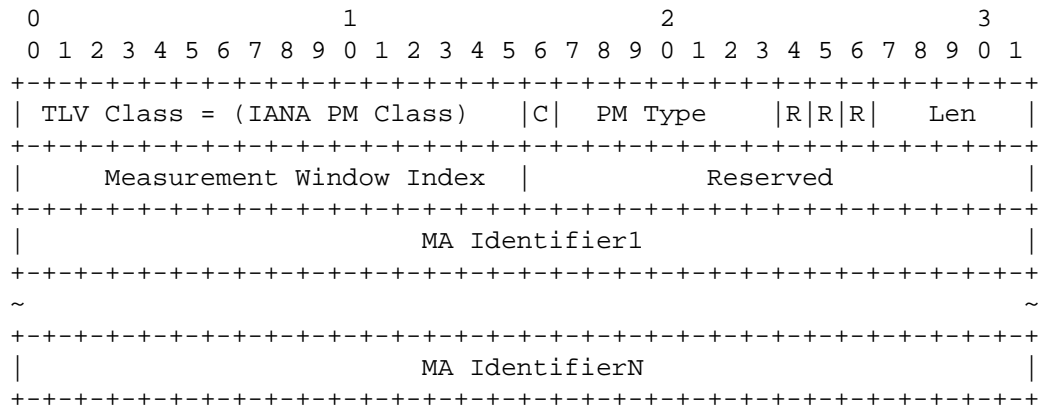 0                   1                   2                   3
 0 1 2 3 4 5 6 7 8 9 0 1 2 3 4 5 6 7 8 9 0 1 2 3 4 5 6 7 8 9 0 1
+-+-+-+-+-+-+-+-+-+-+-+-+-+-+-+-+-+-+-+-+-+-+-+-+-+-+-+-+-+-+-+-+
| TLV Class = (IANA PM Class)   |C|  PM Type    |R|R|R|   Len   |
+-+-+-+-+-+-+-+-+-+-+-+-+-+-+-+-+-+-+-+-+-+-+-+-+-+-+-+-+-+-+-+-+
|     Measurement Window Index  |           Reserved            |
+-+-+-+-+-+-+-+-+-+-+-+-+-+-+-+-+-+-+-+-+-+-+-+-+-+-+-+-+-+-+-+-+
|                         MA Identifier1                        |
+-+-+-+-+-+-+-+-+-+-+-+-+-+-+-+-+-+-+-+-+-+-+-+-+-+-+-+-+-+-+-+-+
~                                                               ~
+-+-+-+-+-+-+-+-+-+-+-+-+-+-+-+-+-+-+-+-+-+-+-+-+-+-+-+-+-+-+-+-+
|                         MA IdentifierN                        |
+-+-+-+-+-+-+-+-+-+-+-+-+-+-+-+-+-+-+-+-+-+-+-+-+-+-+-+-+-+-+-+-+